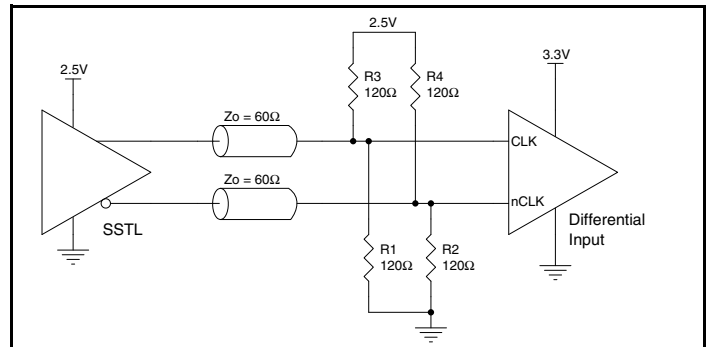 2.5V
2.5V
3.3V
R3
120Ω
R4
120Ω
Zo = 60Ω
CLK
Zo = 60Ω
nCLK
SSTL
Differential
Input
R1
120Ω
R2
120Ω